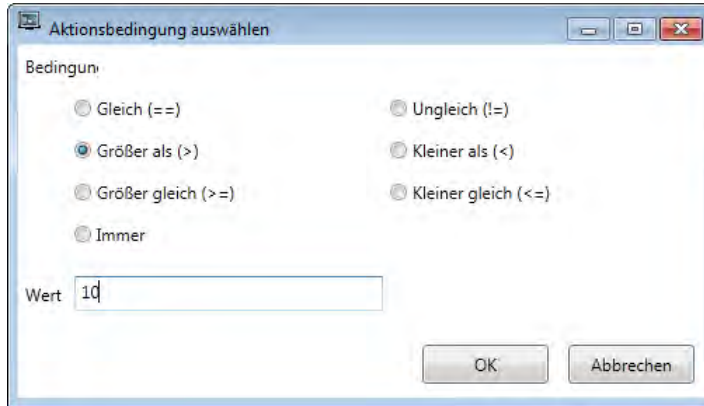 Aktionsbedingung auswählen
Bedingun
Gleich (==) Ungleich (!=)
Größer als (>) Kleiner als (<)
Größer gleich (>=) Kleiner gleich (<=)
Immer
Wert 10
OK Abbrechen